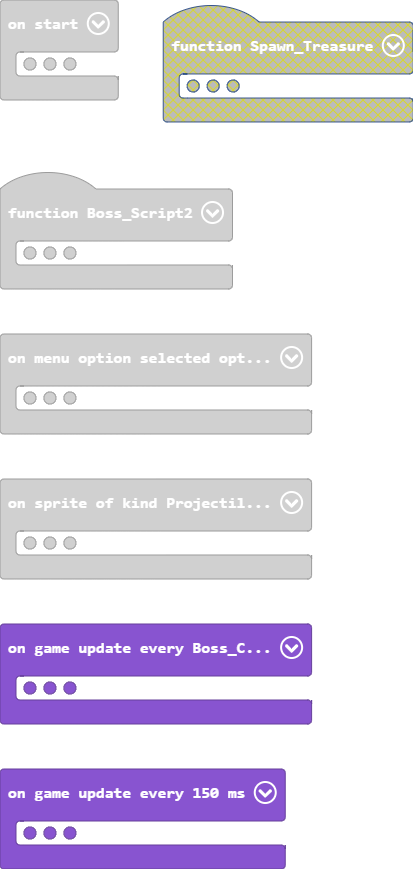 on start
function Spawn_Treasure
function Boss_Script2
on menu option selected opt...
on sprite of kind Projectil...
on game update every Boss_C...
on game update every 150 ms